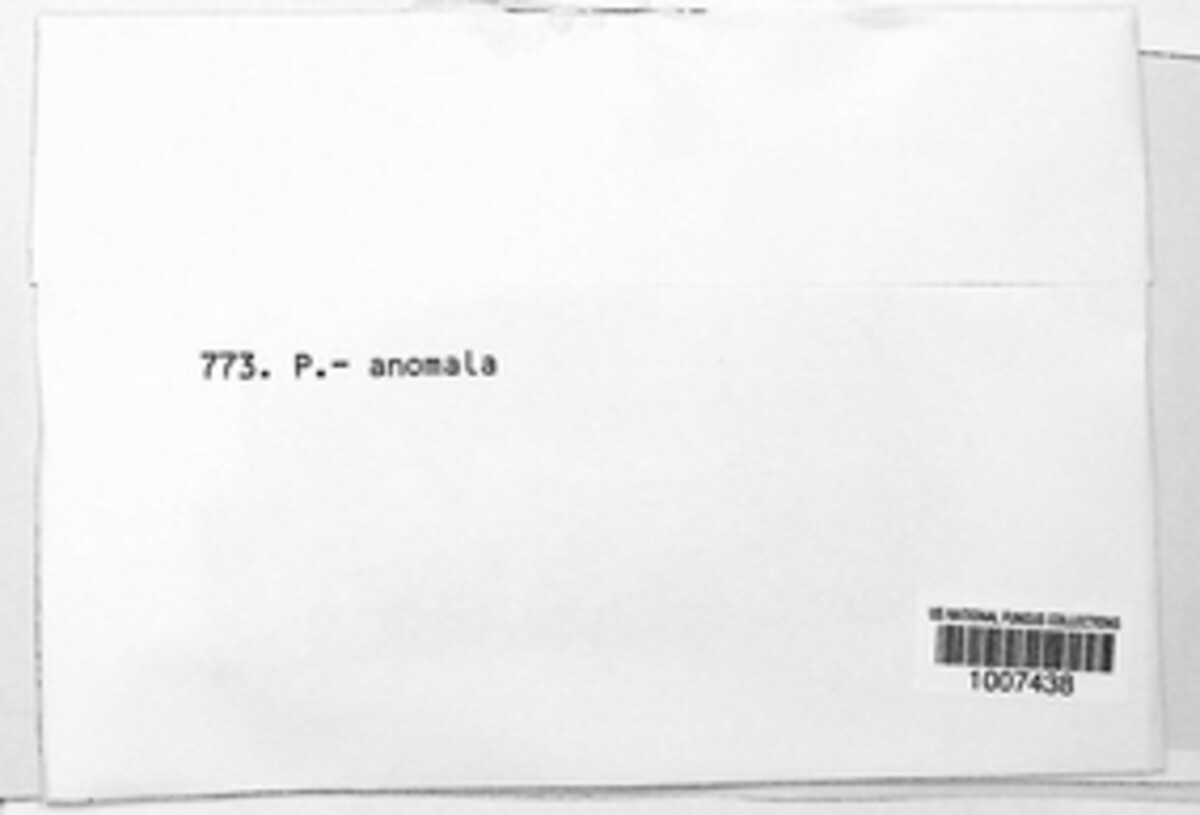 773. P.- anomala
US NATIONAL FUNGUS COLLECTIONS
1007438